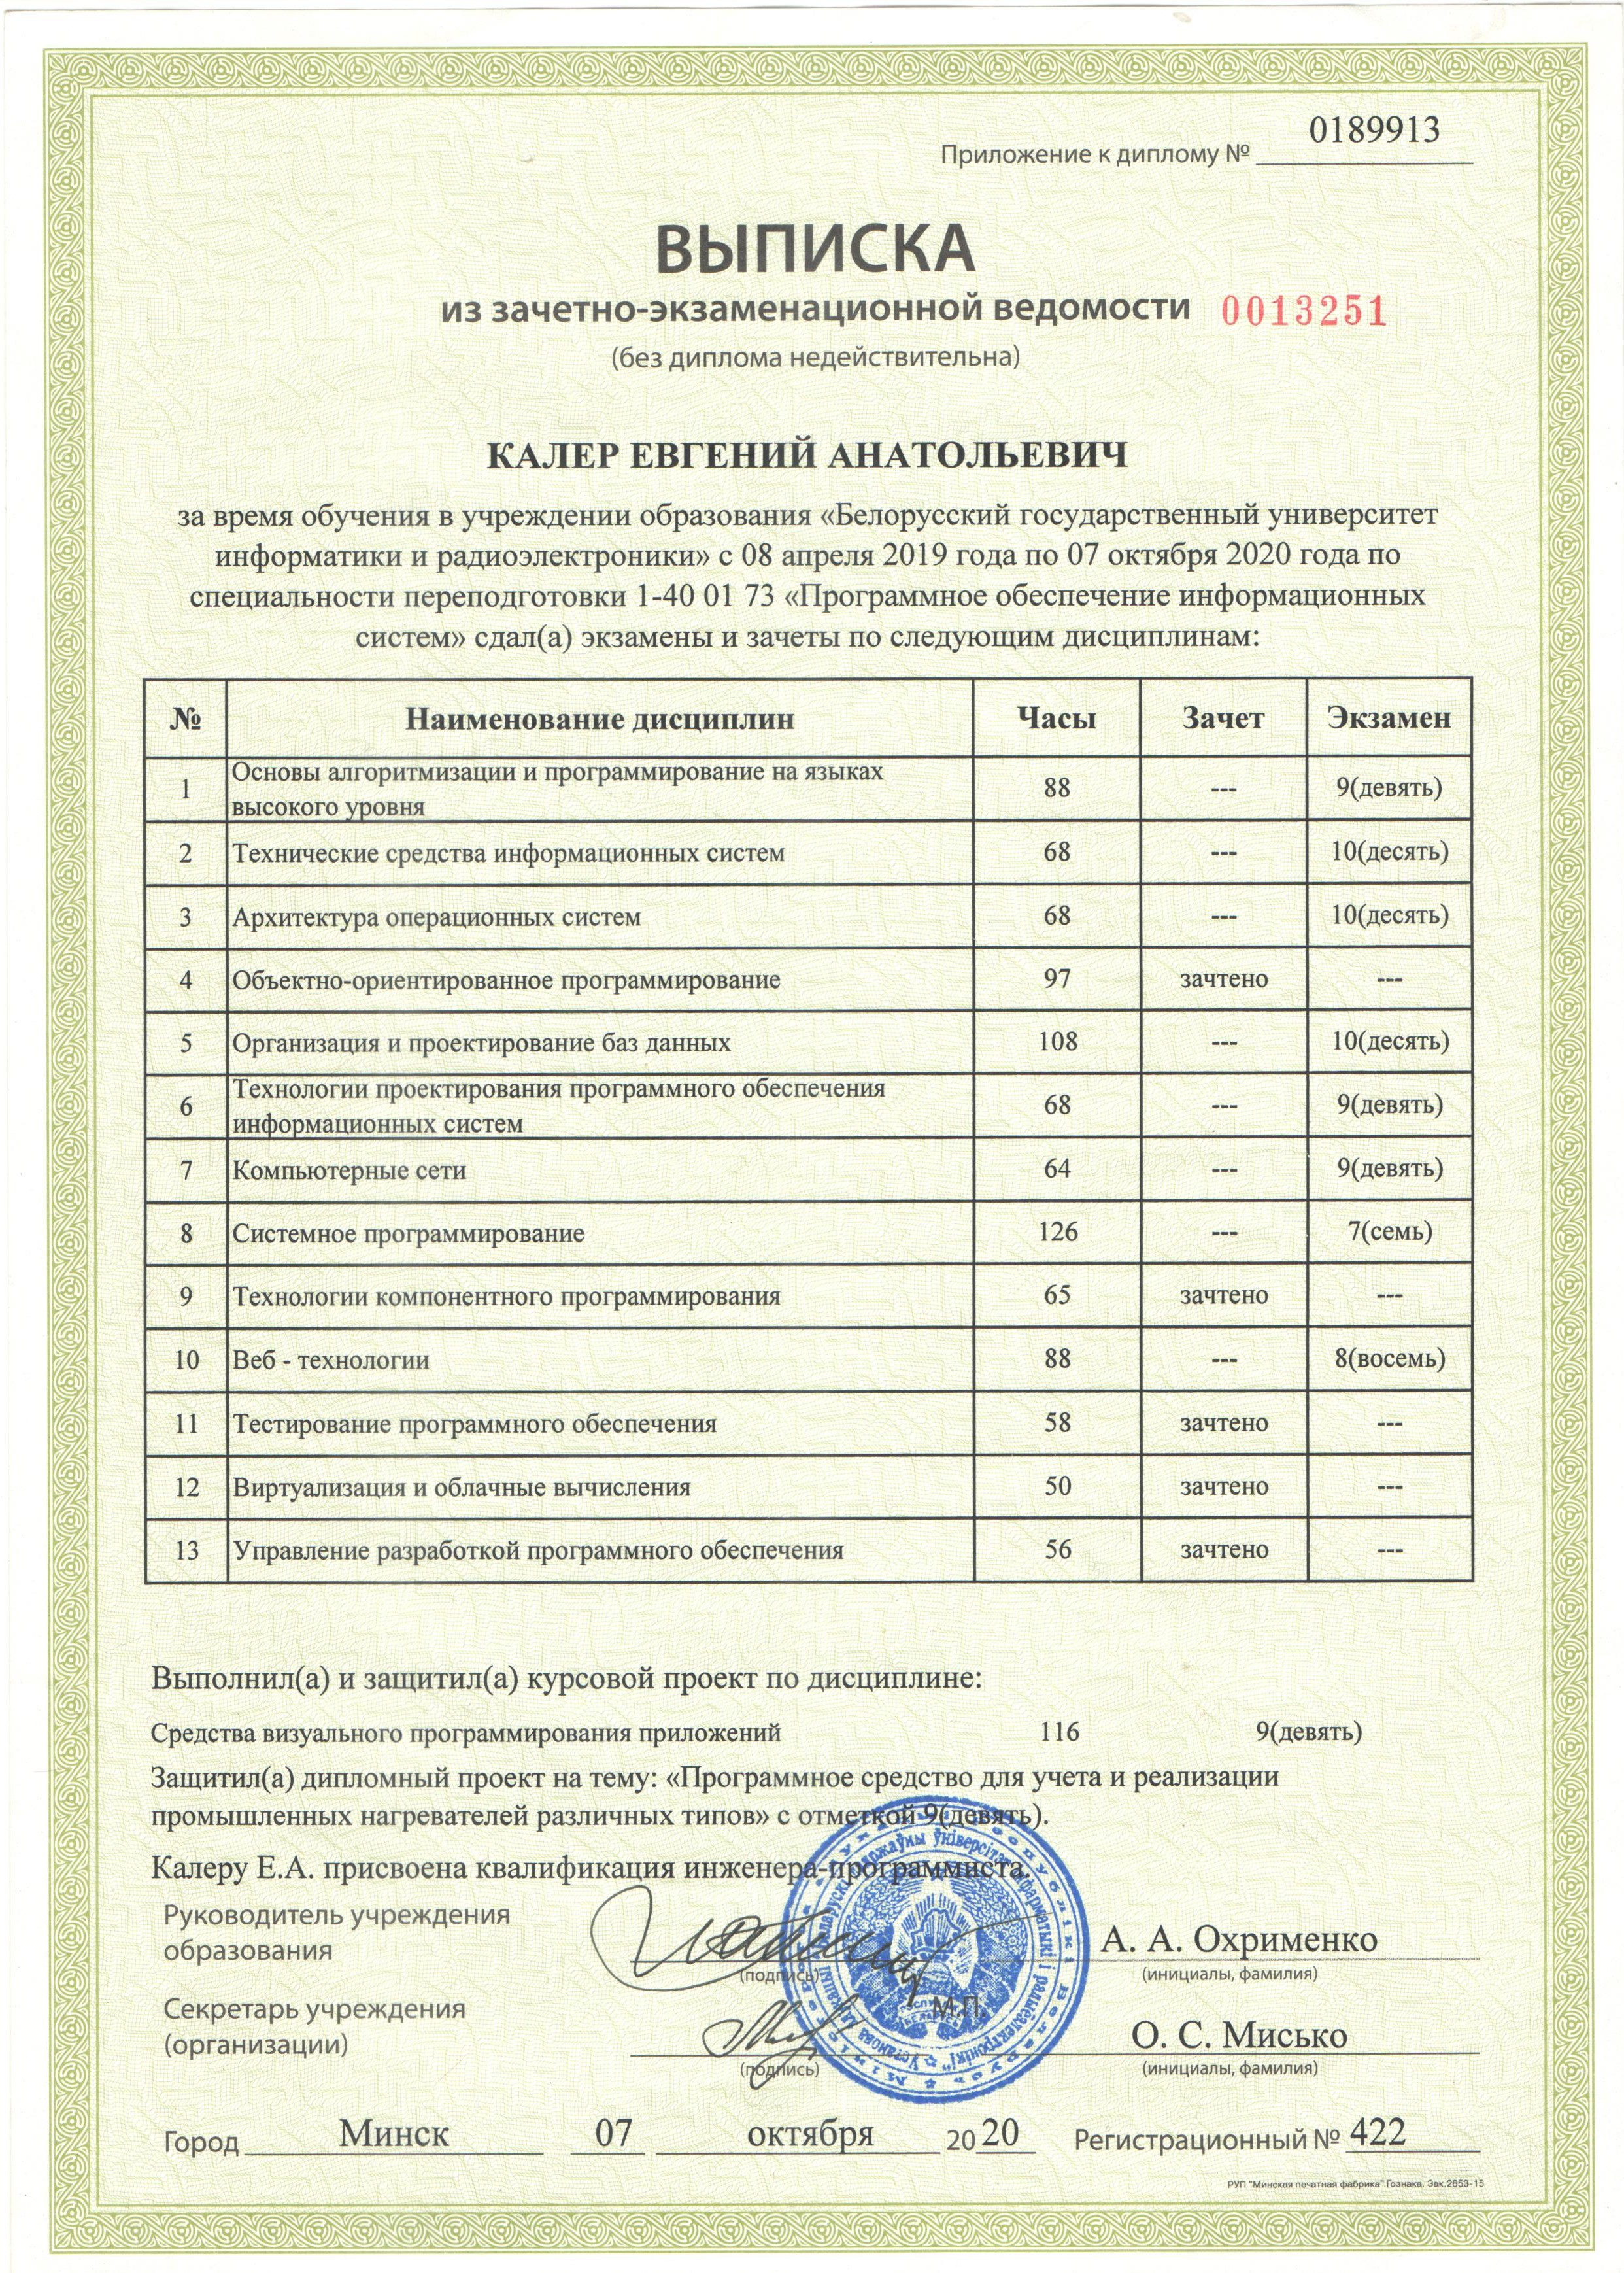 Приложение к диплому № 0189913
ВЫПИСКА
из зачетно-экзаменационной ведомости 0013251
(без диплома недействительна)
КАЛЕР ЕВГЕНИЙ АНАТОЛЬЕВИЧ
за время обучения в учреждении образования «Белорусский государственный университет
информатики и радиоэлектроники» с 08 апреля 2019 года по 07 октября 2020 года по
специальности переподготовки 1-40 01 73 «Программное обеспечение информационных
систем» сдал(а) экзамены и зачеты по следующим дисциплинам:
№ Наименование дисциплин Часы Зачет Экзамен
1 Основы алгоритмизации и программирование на языках
высокого уровня 88 --- 9(девять)
2 Технические средства информационных систем 68 --- 10(десять)
3 Архитектура операционных систем 68 --- 10(десять)
4 Объектно-ориентированное программирование 97 зачтено ---
5 Организация и проектирование баз данных 108 --- 10(десять)
6 Технологии проектирования программного обеспечения
информационных систем 68 --- 9(девять)
7 Компьютерные сети 64 --- 9(девять)
8 Системное программирование 126 --- 7(семь)
9 Технологии компонентного программирования 65 зачтено ---
10 Веб - технологии 88 --- 8(восемь)
11 Тестирование программного обеспечения 58 зачтено ---
12 Виртуализация и облачные вычисления 50 зачтено ---
13 Управление разработкой программного обеспечения 56 зачтено ---
Выполнил(а) и защитил(а) курсовой проект по дисциплине:
Средства визуального программирования приложений 116 9(девять)
Защитил(а) дипломный проект на тему: «Программное средство для учета и реализации
промышленных нагревателей различных типов» с отметкой 9(девять).
Калеру Е.А. присвоена квалификация инженера-программиста.
Руководитель учреждения
образования
А. А. Охрименко
(подпись) (инициалы, фамилия)
М.П.
Секретарь учреждения
(организации)
О. С. Мисько
(подпись) (инициалы, фамилия)
Город Минск 07 октября 2020 Регистрационный № 422
РУП "Минская печатная фабрика" Гознака. Зак.2653-15